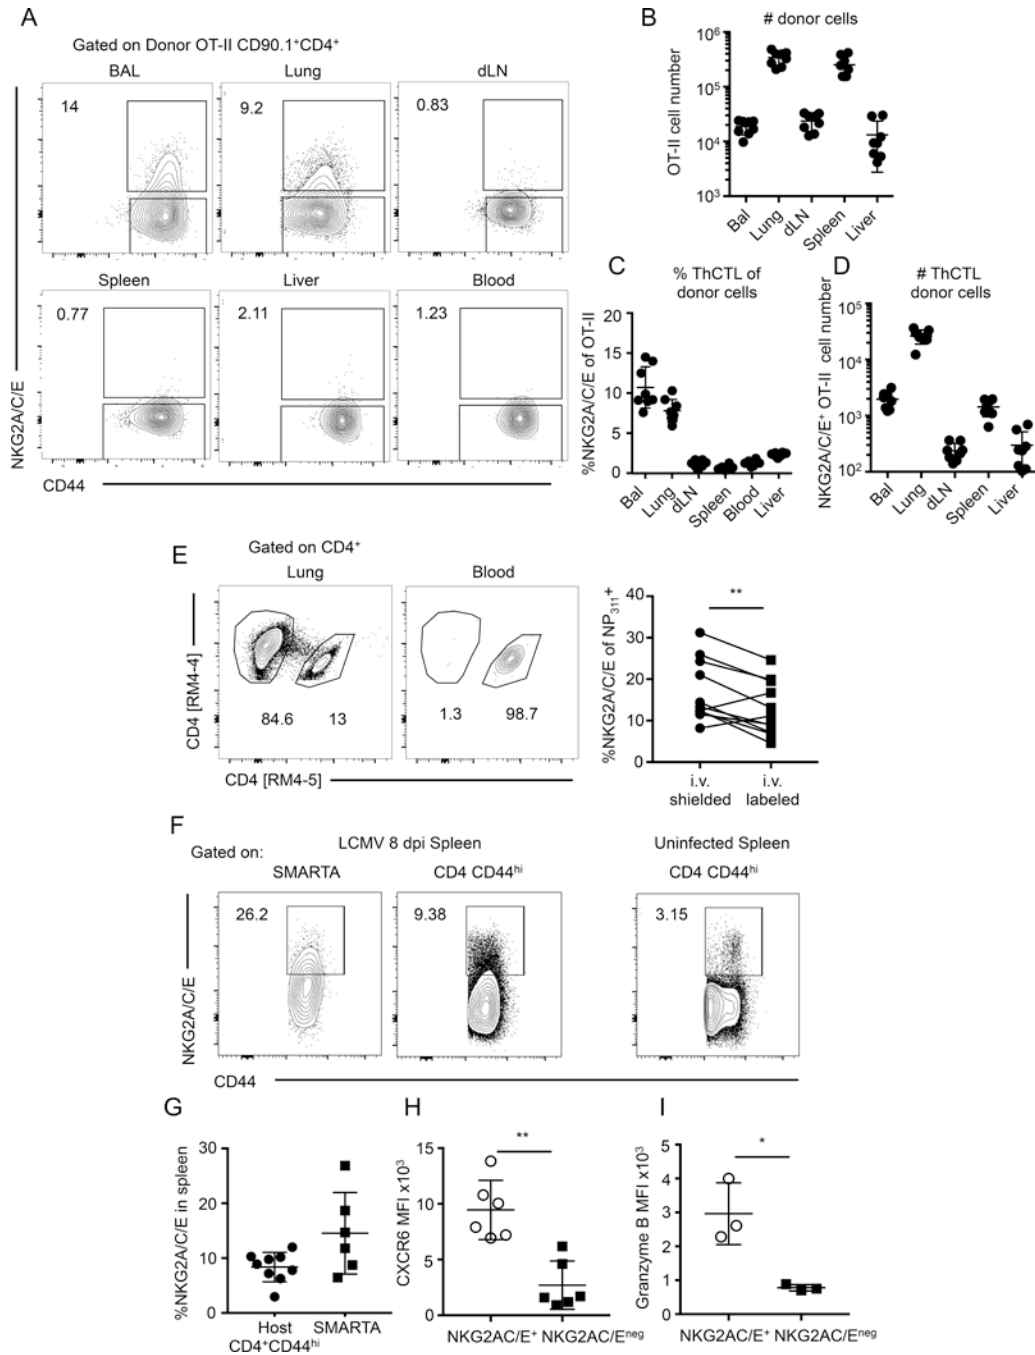 A
Gated on Donor OT-II CD90.1⁺CD4⁺
BAL Lung dLN
14 9.2 0.83
Spleen Liver Blood
0.77 2.11 1.23
NKG2A/C/E
CD44
B
# donor cells
OT-II cell number
10⁶
10⁵
10⁴
10³
Bal Lung dLN Spleen Liver
C
% ThCTL of
donor cells
%NKG2A/C/E of OT-II
20
15
10
5
0
Bal Lung dLN Spleen Blood Liver
D
# ThCTL
donor cells
NKG2A/C/E⁺ OT-II cell number
10⁵
10⁴
10³
10²
Bal Lung dLN Spleen Liver
E
Gated on CD4⁺
Lung Blood
CD4 [RM4-4]
84.6 13 1.3 98.7
CD4 [RM4-5]
%NKG2A/C/E of NP₃₁₁+
**
40
30
20
10
0
i.v. i.v.
shielded labeled
F
LCMV 8 dpi Spleen Uninfected Spleen
Gated on:
SMARTA CD4 CD44ʰⁱ CD4 CD44ʰⁱ
26.2 9.38 3.15
NKG2A/C/E
CD44
G
%NKG2A/C/E in spleen
30
20
10
0
Host SMARTA
CD4⁺CD44ʰⁱ
H
CXCR6 MFI x10³
**
15
10
5
0
NKG2AC/E⁺ NKG2AC/Eⁿᵉᵍ
I
Granzyme B MFI x10³
*
5
4
3
2
1
0
NKG2AC/E⁺ NKG2AC/Eⁿᵉᵍ